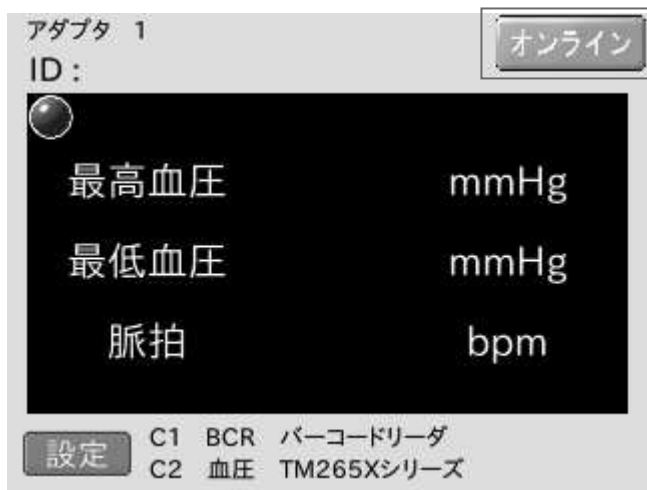 アダプタ 1
オンライン
ID :
最高血圧 mmHg
最低血圧 mmHg
脈拍 bpm
設定
C1 BCR バーコードリーダ
C2 血圧 TM265Xシリーズ